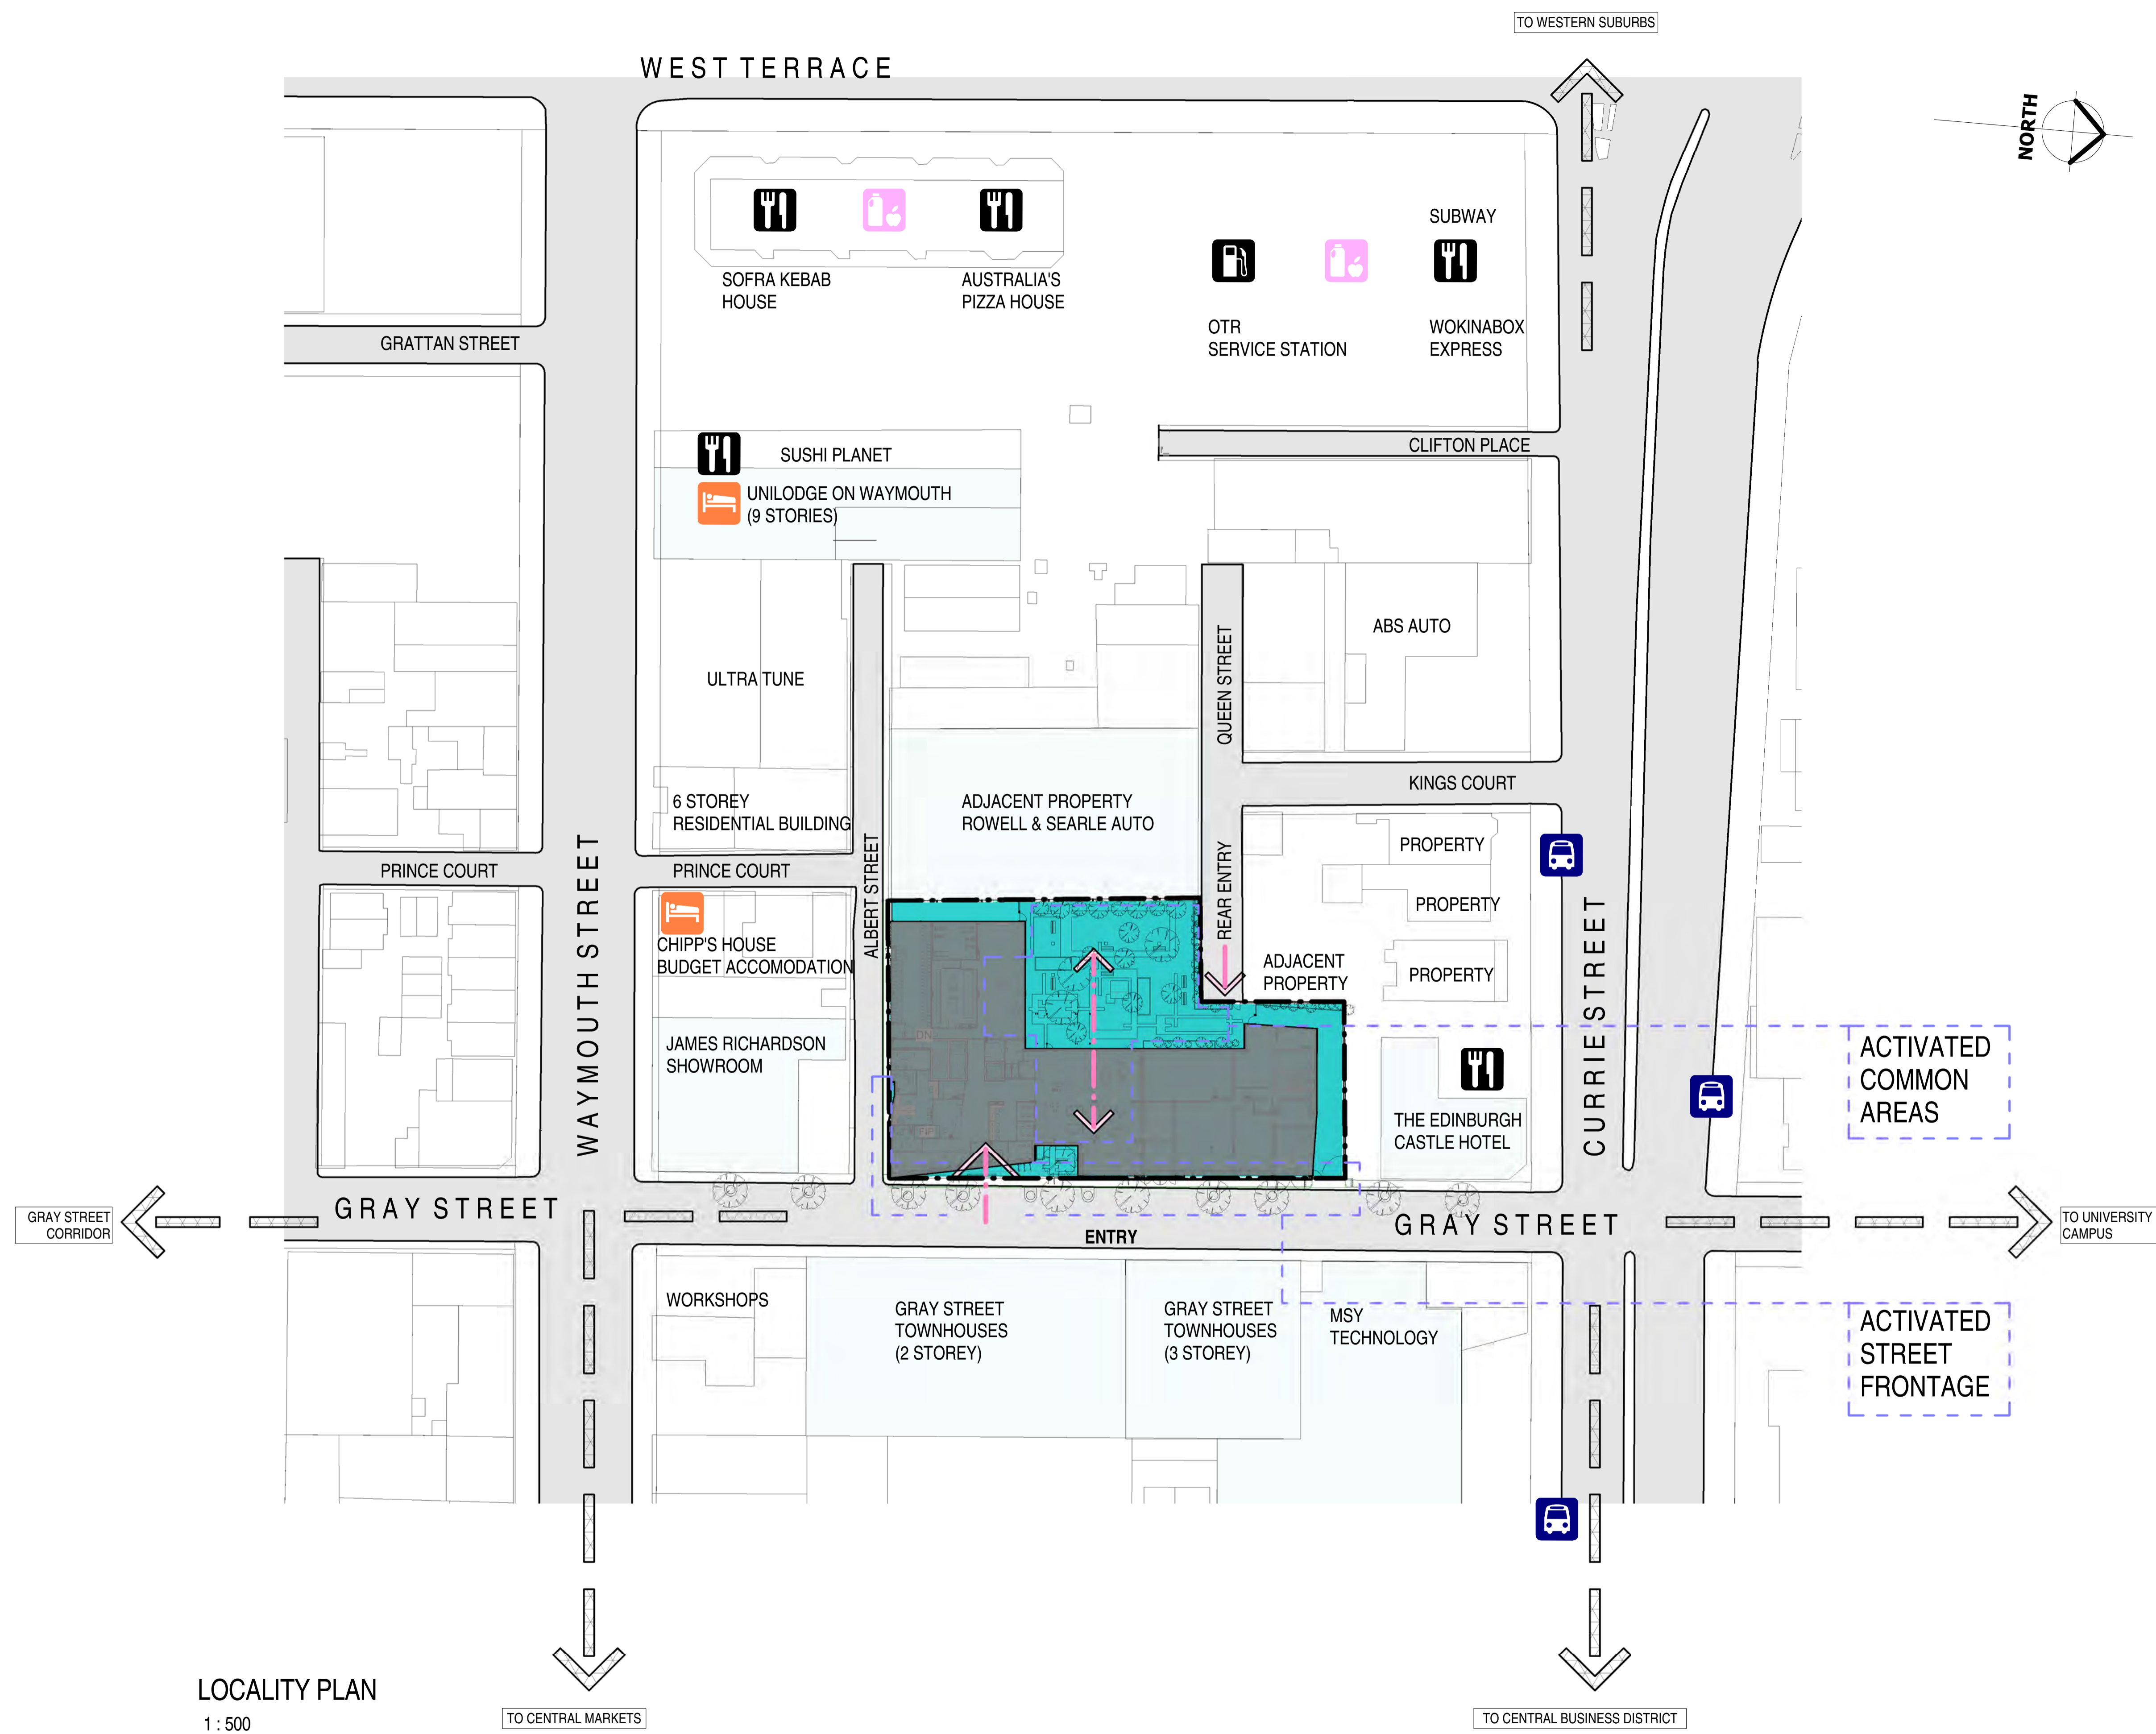 TO WESTERN SUBURBS
WEST TERRACE
NORTH
SUBWAY
SOFRA KEBAB
HOUSE
AUSTRALIA'S
PIZZA HOUSE
OTR
SERVICE STATION
WOKINABOX
EXPRESS
GRATTAN STREET
CLIFTON PLACE
SUSHI PLANET
UNILODGE ON WAYMOUTH
(9 STORIES)
ABS AUTO
QUEEN STREET
ULTRA TUNE
KINGS COURT
6 STOREY
RESIDENTIAL BUILDING
ADJACENT PROPERTY
ROWELL & SEARLE AUTO
PROPERTY
PRINCE COURT
PRINCE COURT
ALBERT STREET
REAR ENTRY
WAYMOUTH STREET
PROPERTY
CHIPP'S HOUSE
BUDGET ACCOMODATION
ADJACENT
PROPERTY
PROPERTY
CURRIE STREET
DN
JAMES RICHARDSON
SHOWROOM
ACTIVATED
COMMON
AREAS
THE EDINBURGH
CASTLE HOTEL
FIP
GRAY STREET
CORRIDOR
GRAY STREET
ENTRY
GRAY STREET
TO UNIVERSITY
CAMPUS
WORKSHOPS
GRAY STREET
TOWNHOUSES
(2 STOREY)
GRAY STREET
TOWNHOUSES
(3 STOREY)
MSY
TECHNOLOGY
ACTIVATED
STREET
FRONTAGE
LOCALITY PLAN
1 : 500
TO CENTRAL MARKETS
TO CENTRAL BUSINESS DISTRICT